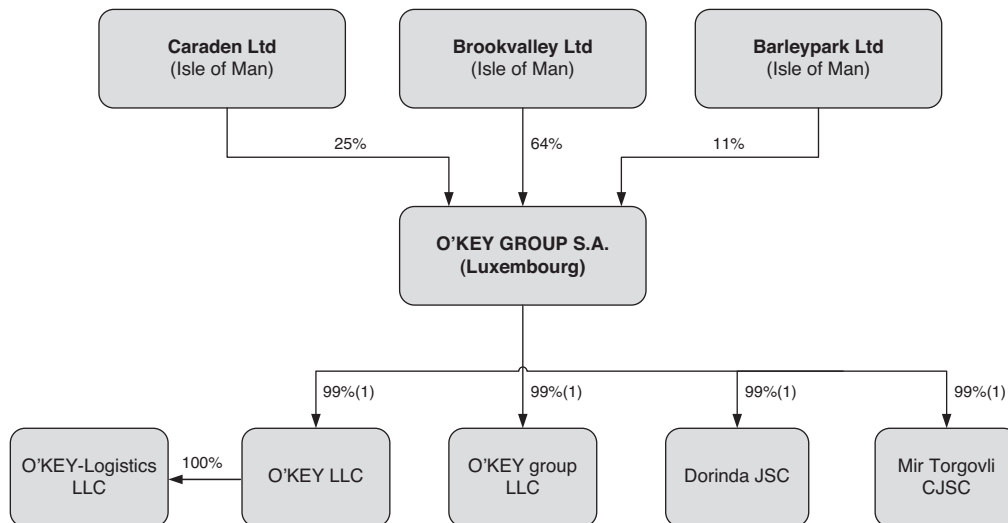 Caraden Ltd
(Isle of Man)
Brookvalley Ltd
(Isle of Man)
Barleypark Ltd
(Isle of Man)
25%
64%
11%
O’KEY GROUP S.A.
(Luxembourg)
99%(1)
99%(1)
99%(1)
99%(1)
O’KEY-Logistics
LLC
100%
O’KEY LLC
O’KEY group
LLC
Dorinda JSC
Mir Torgovli
CJSC